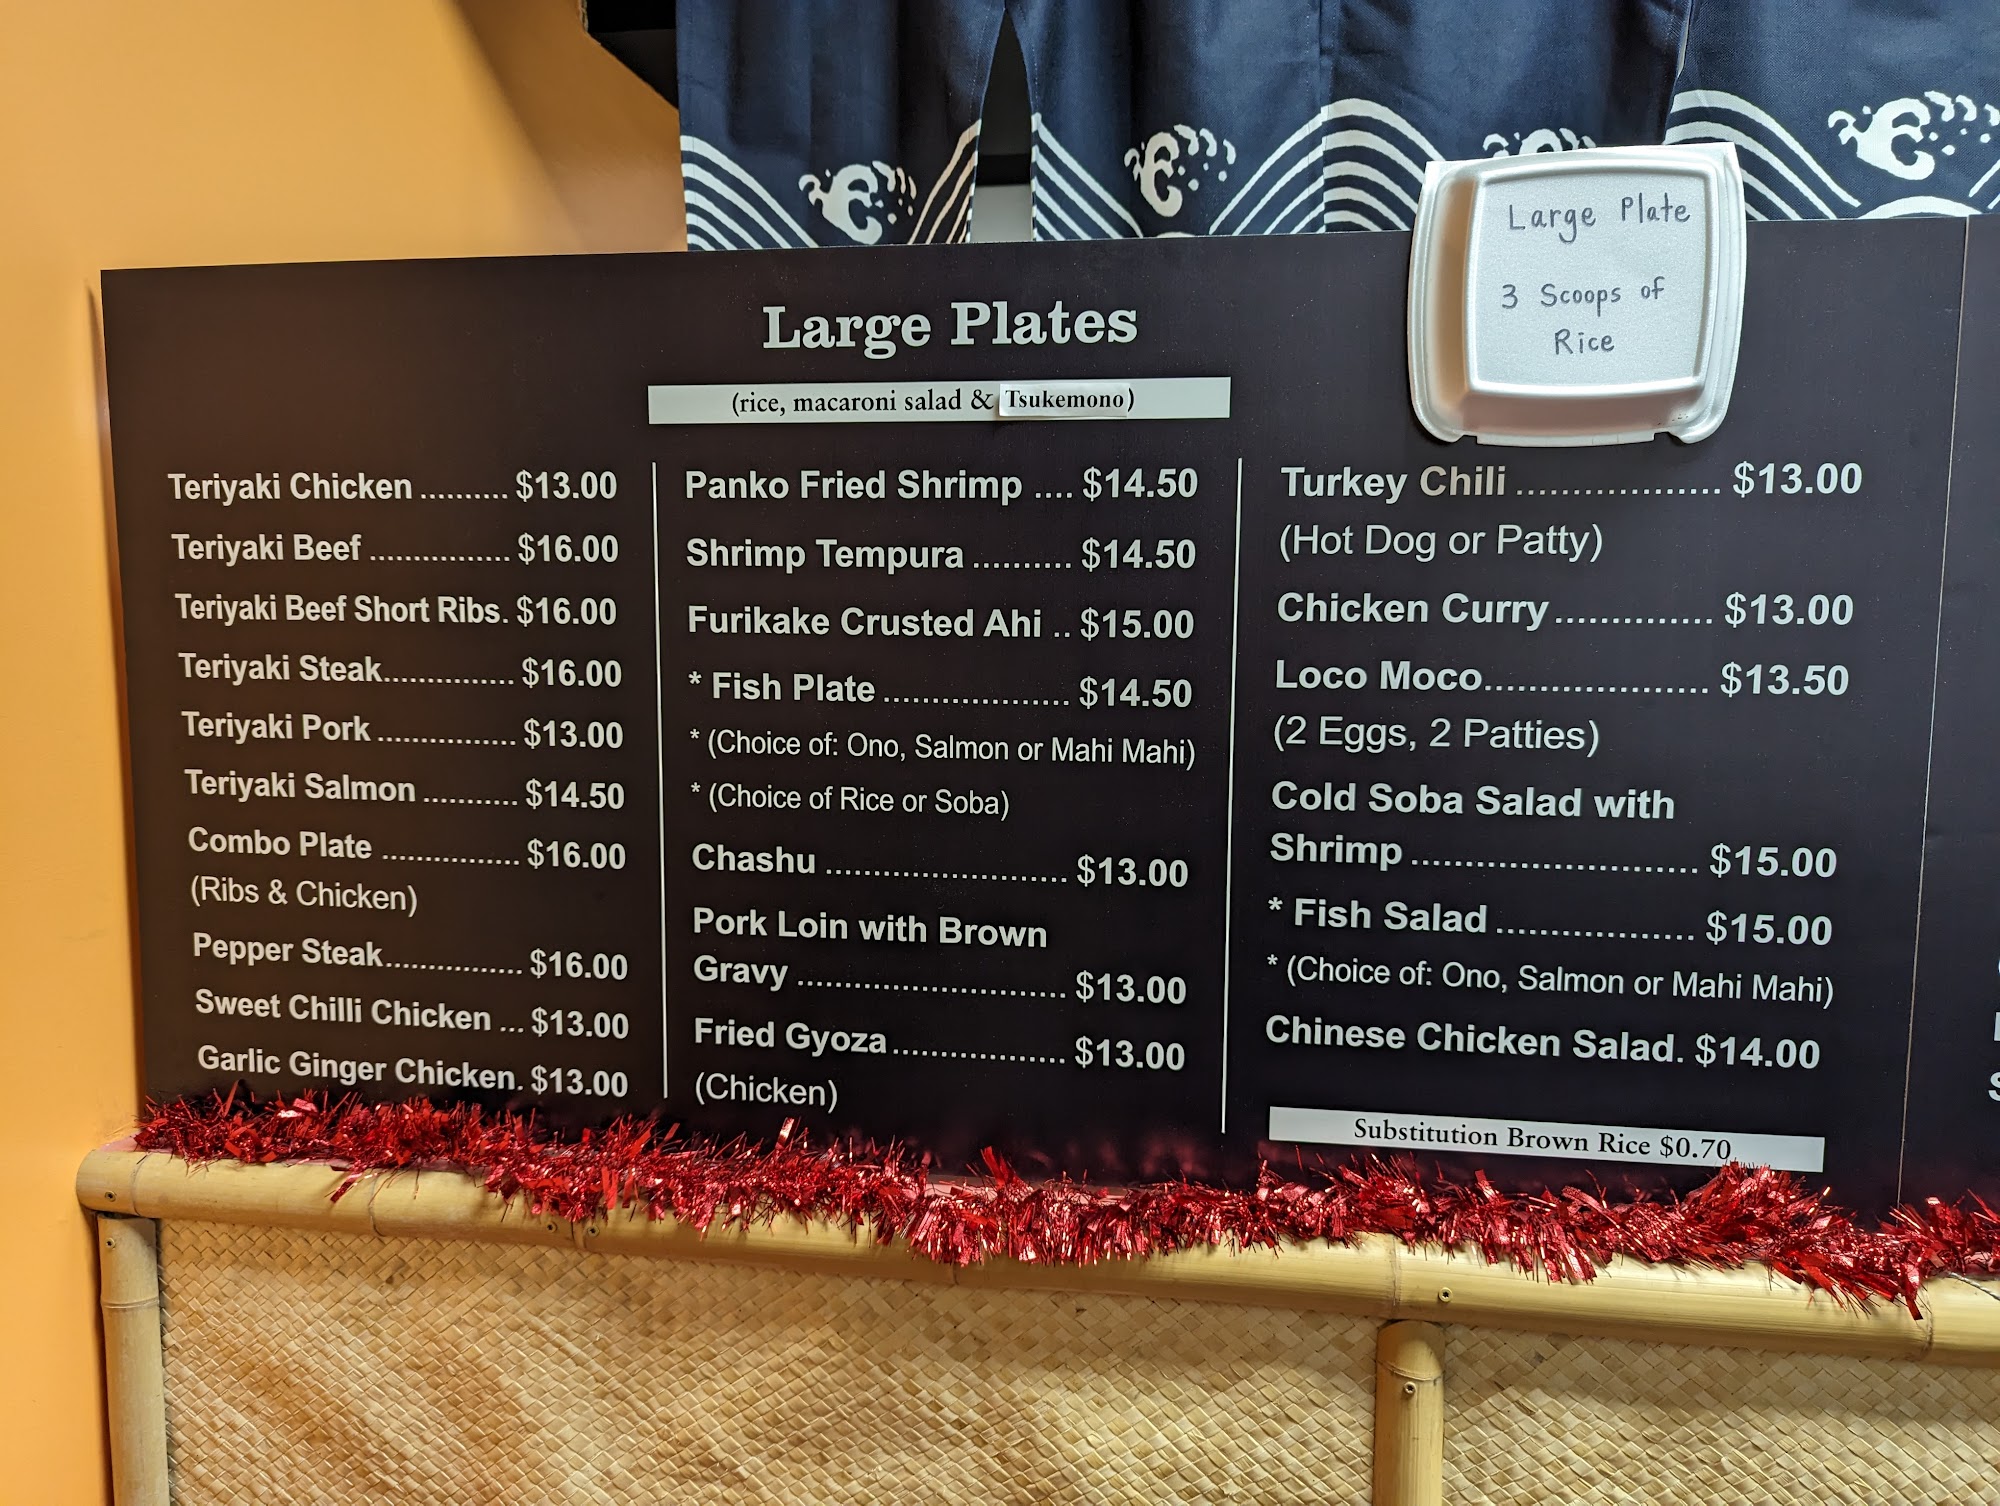 Large Plate
3 Scoops of
Rice
Large Plates
(rice, macaroni salad & Tsukemono)
Teriyaki Chicken .......... $13.00
Teriyaki Beef ................ $16.00
Teriyaki Beef Short Ribs. $16.00
Teriyaki Steak............... $16.00
Teriyaki Pork ................ $13.00
Teriyaki Salmon ........... $14.50
Combo Plate ................ $16.00
(Ribs & Chicken)
Pepper Steak................ $16.00
Sweet Chilli Chicken ... $13.00
Garlic Ginger Chicken. $13.00
Panko Fried Shrimp .... $14.50
Shrimp Tempura .......... $14.50
Furikake Crusted Ahi .. $15.00
* Fish Plate ................... $14.50
* (Choice of: Ono, Salmon or Mahi Mahi)
* (Choice of Rice or Soba)
Chashu ......................... $13.00
Pork Loin with Brown
Gravy ........................... $13.00
Fried Gyoza.................. $13.00
(Chicken)
Turkey Chili .................. $13.00
(Hot Dog or Patty)
Chicken Curry.............. $13.00
Loco Moco.................... $13.50
(2 Eggs, 2 Patties)
Cold Soba Salad with
Shrimp .......................... $15.00
* Fish Salad .................. $15.00
* (Choice of: Ono, Salmon or Mahi Mahi)
Chinese Chicken Salad. $14.00
Substitution Brown Rice $0.70